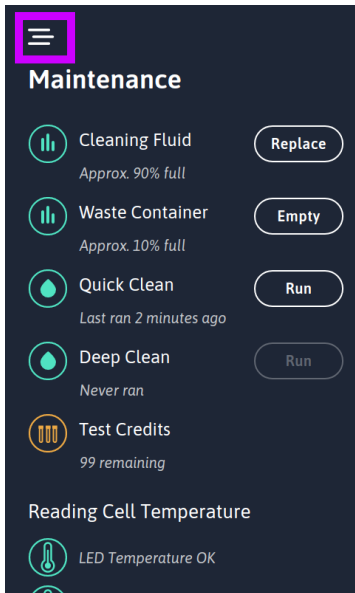 Maintenance
Cleaning Fluid
Replace
Approx. 90% full
Waste Container
Empty
Approx. 10% full
Quick Clean
Run
Last ran 2 minutes ago
Deep Clean
Run
Never ran
Test Credits
99 remaining
Reading Cell Temperature
LED Temperature OK